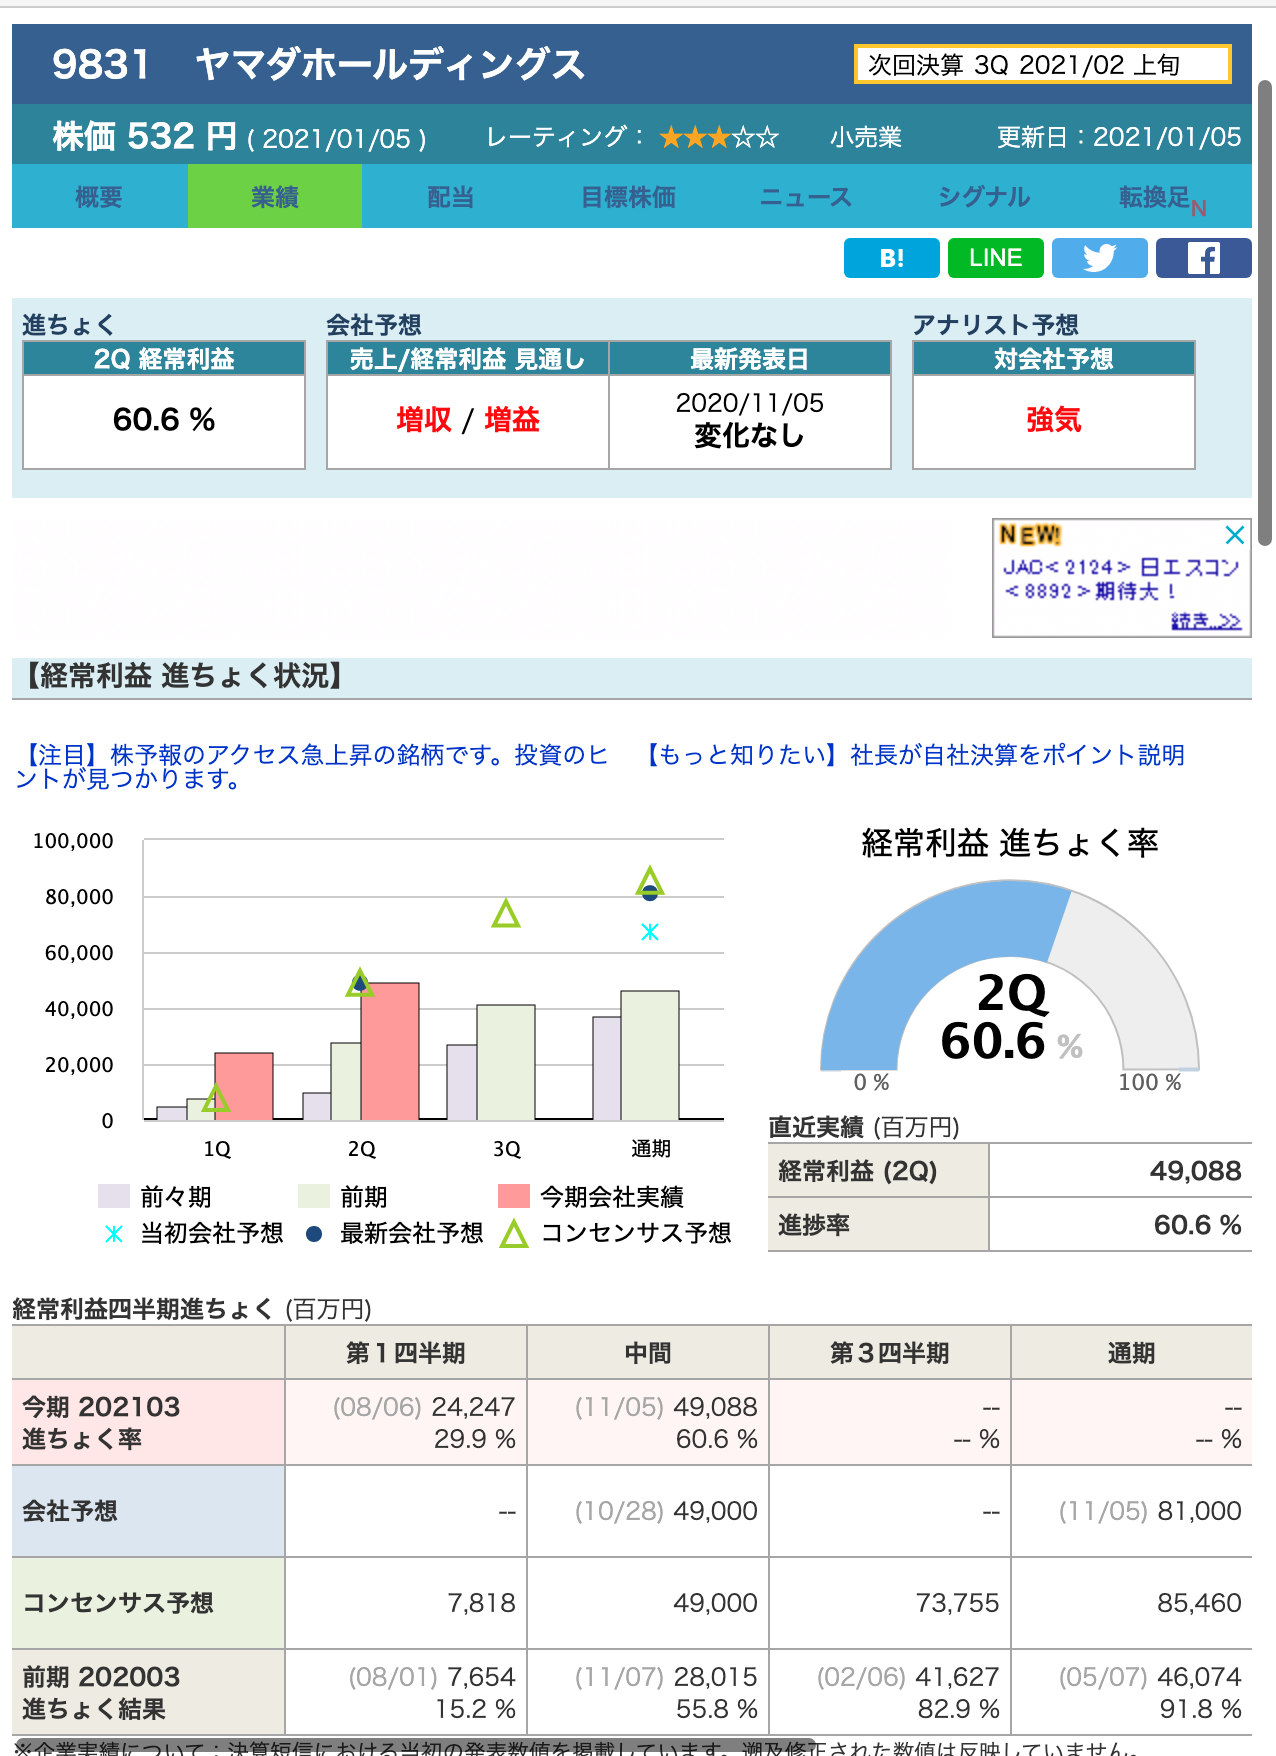 9831　ヤマダホールディングス
次回決算 3Q 2021/02 上旬
株価 532 円 ( 2021/01/05 )　レーティング： ★★★☆☆　小売業　更新日：2021/01/05
概要　業績　配当　目標株価　ニュース　シグナル　転換足N
B!　LINE
進ちょく　会社予想　アナリスト予想
2Q 経常利益　売上/経常利益 見通し　最新発表日　対会社予想
60.6 %　増収 / 増益　2020/11/05　強気
変化なし
NEW!
JAC<2124> 日エスコン
<8892>期待大！
続き..>>
【経常利益 進ちょく状況】
【注目】株予報のアクセス急上昇の銘柄です。投資のヒ
ントが見つかります。
【もっと知りたい】社長が自社決算をポイント説明
100,000
80,000
60,000
40,000
20,000
0
1Q　2Q　3Q　通期
前々期　前期　今期会社実績
当初会社予想　最新会社予想　コンセンサス予想
経常利益 進ちょく率
2Q
60.6 %
0 %　100 %
直近実績 (百万円)
経常利益 (2Q)　49,088
進捗率　60.6 %
経常利益四半期進ちょく (百万円)
第１四半期　中間　第３四半期　通期
今期 202103　(08/06) 24,247　(11/05) 49,088　--　--
進ちょく率　29.9 %　60.6 %　-- %　-- %
会社予想　--　(10/28) 49,000　--　(11/05) 81,000
コンセンサス予想　7,818　49,000　73,755　85,460
前期 202003　(08/01) 7,654　(11/07) 28,015　(02/06) 41,627　(05/07) 46,074
進ちょく結果　15.2 %　55.8 %　82.9 %　91.8 %
※企業実績について：決算短信における当初の発表数値を掲載しています。遡及修正された数値は反映していません。